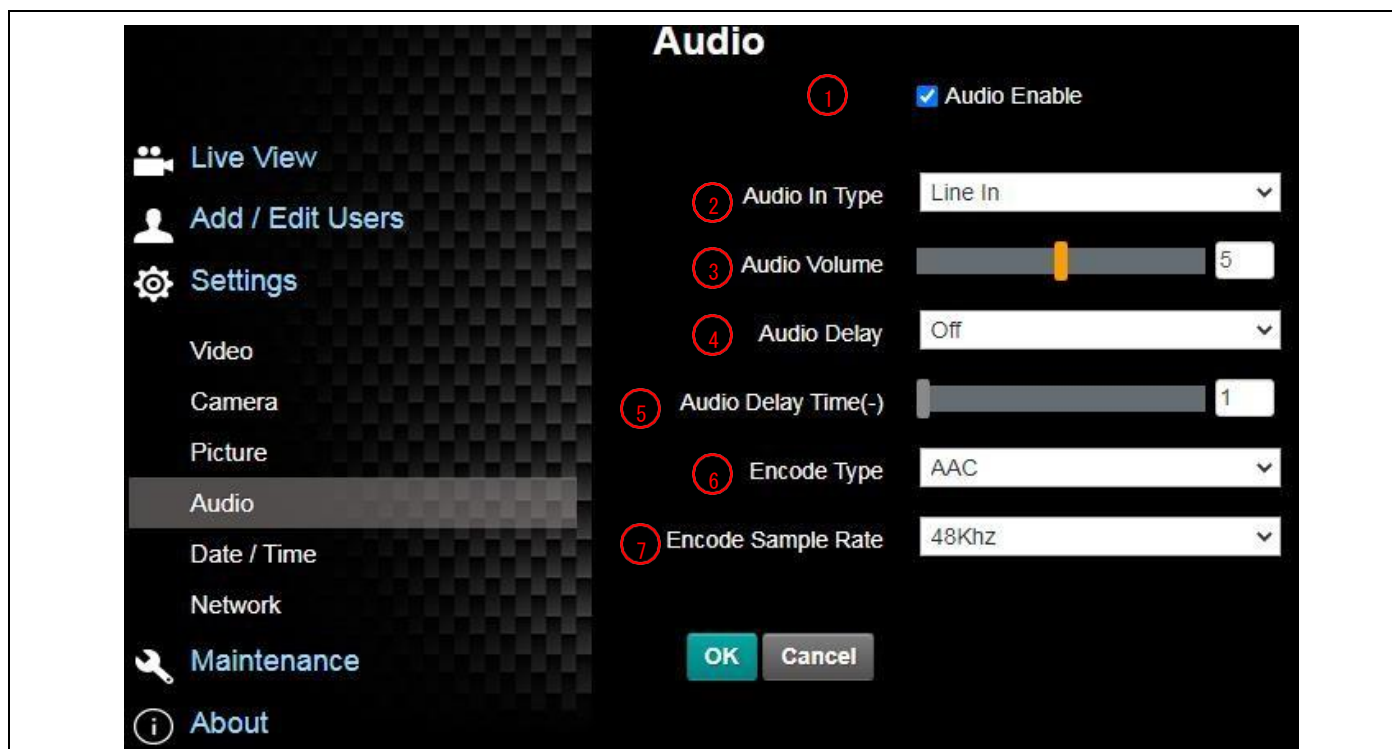 Audio
1 Audio Enable
Live View
Add / Edit Users
Settings
Video
Camera
Picture
Audio
Date / Time
Network
Maintenance
i About
2 Audio In Type Line In
3 Audio Volume 5
4 Audio Delay Off
5 Audio Delay Time(-) 1
6 Encode Type AAC
7 Encode Sample Rate 48Khz
OK Cancel